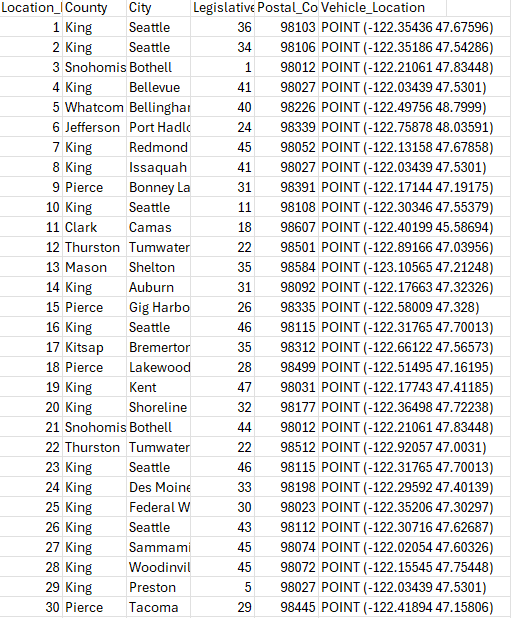 Location_I County City Legislative Postal_Co Vehicle_Location
1 King Seattle 36 98103 POINT (-122.35436 47.67596)
2 King Seattle 34 98106 POINT (-122.35186 47.54286)
3 Snohomis Bothell 1 98012 POINT (-122.21061 47.83448)
4 King Bellevue 41 98027 POINT (-122.03439 47.5301)
5 Whatcom Bellinghar 40 98226 POINT (-122.49756 48.7999)
6 Jefferson Port Hadlo 24 98339 POINT (-122.75878 48.03591)
7 King Redmond 45 98052 POINT (-122.13158 47.67858)
8 King Issaquah 41 98027 POINT (-122.03439 47.5301)
9 Pierce Bonney La 31 98391 POINT (-122.17144 47.19175)
10 King Seattle 11 98108 POINT (-122.30346 47.55379)
11 Clark Camas 18 98607 POINT (-122.40199 45.58694)
12 Thurston Tumwater 22 98501 POINT (-122.89166 47.03956)
13 Mason Shelton 35 98584 POINT (-123.10565 47.21248)
14 King Auburn 31 98092 POINT (-122.17663 47.32326)
15 Pierce Gig Harbo 26 98335 POINT (-122.58009 47.328)
16 King Seattle 46 98115 POINT (-122.31765 47.70013)
17 Kitsap Bremerton 35 98312 POINT (-122.66122 47.56573)
18 Pierce Lakewood 28 98499 POINT (-122.51495 47.16195)
19 King Kent 47 98031 POINT (-122.17743 47.41185)
20 King Shoreline 32 98177 POINT (-122.36498 47.72238)
21 Snohomis Bothell 44 98012 POINT (-122.21061 47.83448)
22 Thurston Tumwater 22 98512 POINT (-122.92057 47.0031)
23 King Seattle 46 98115 POINT (-122.31765 47.70013)
24 King Des Moine 33 98198 POINT (-122.29592 47.40139)
25 King Federal W 30 98023 POINT (-122.35206 47.30297)
26 King Seattle 43 98112 POINT (-122.30716 47.62687)
27 King Sammami 45 98074 POINT (-122.02054 47.60326)
28 King Woodinvil 45 98072 POINT (-122.15545 47.75448)
29 King Preston 5 98027 POINT (-122.03439 47.5301)
30 Pierce Tacoma 29 98445 POINT (-122.41894 47.15806)